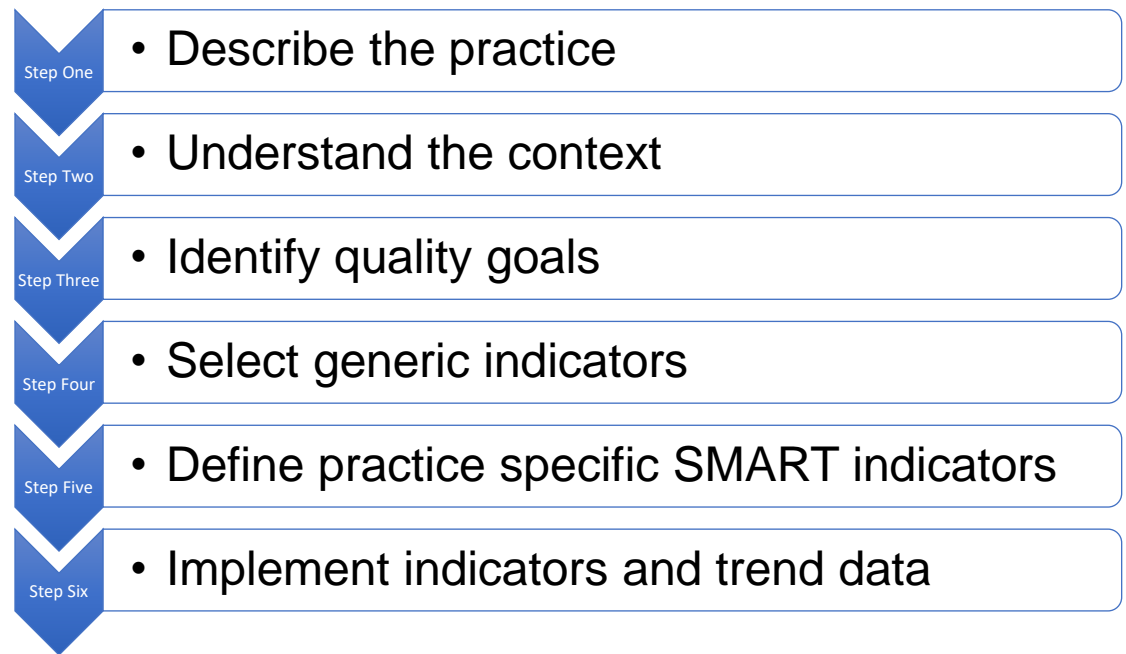 Step One
• Describe the practice
Step Two
• Understand the context
Step Three
• Identify quality goals
Step Four
• Select generic indicators
Step Five
• Define practice specific SMART indicators
Step Six
• Implement indicators and trend data